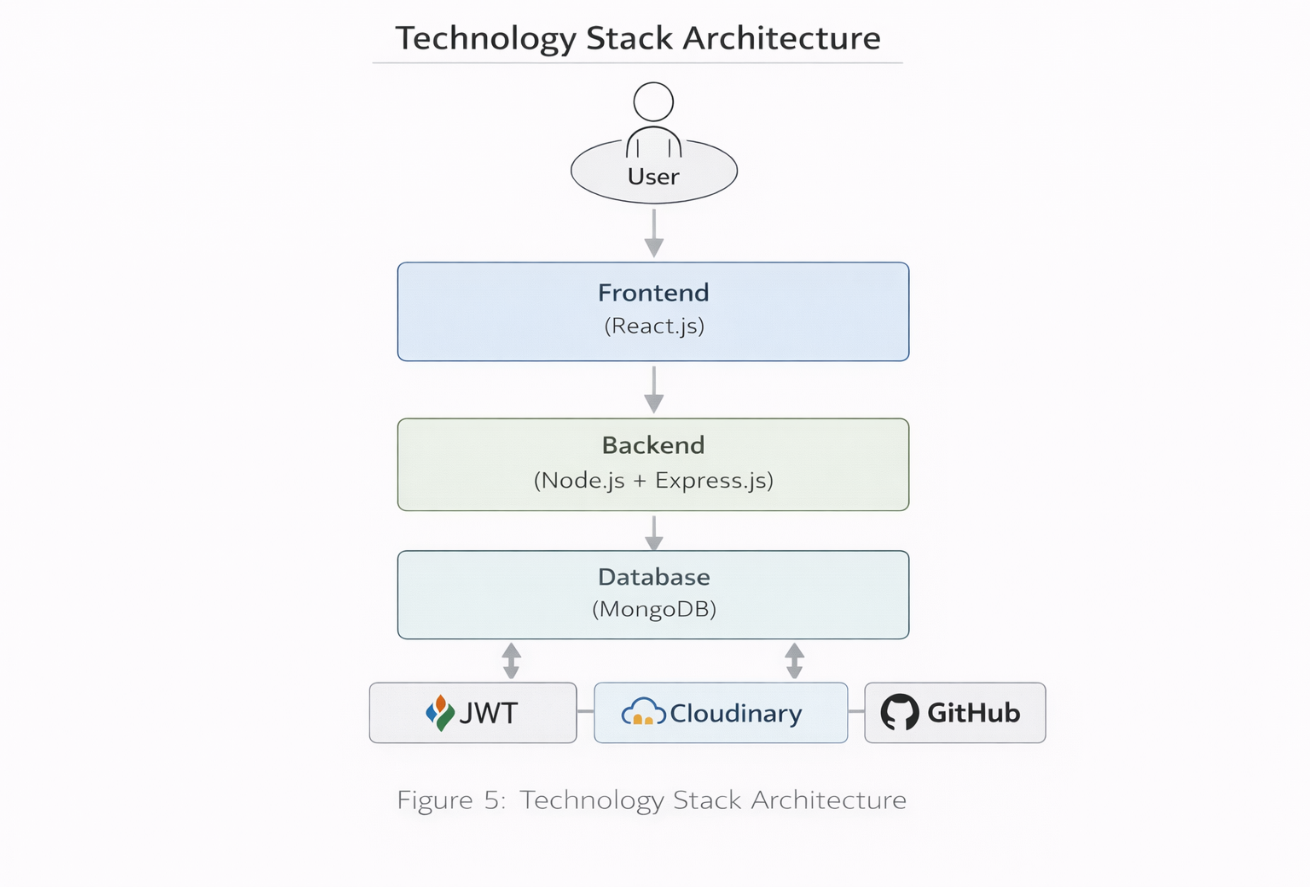 Technology Stack Architecture
User
Frontend
(React.js)
Backend
(Node.js + Express.js)
Database
(MongoDB)
JWT
Cloudinary
GitHub
Figure 5: Technology Stack Architecture